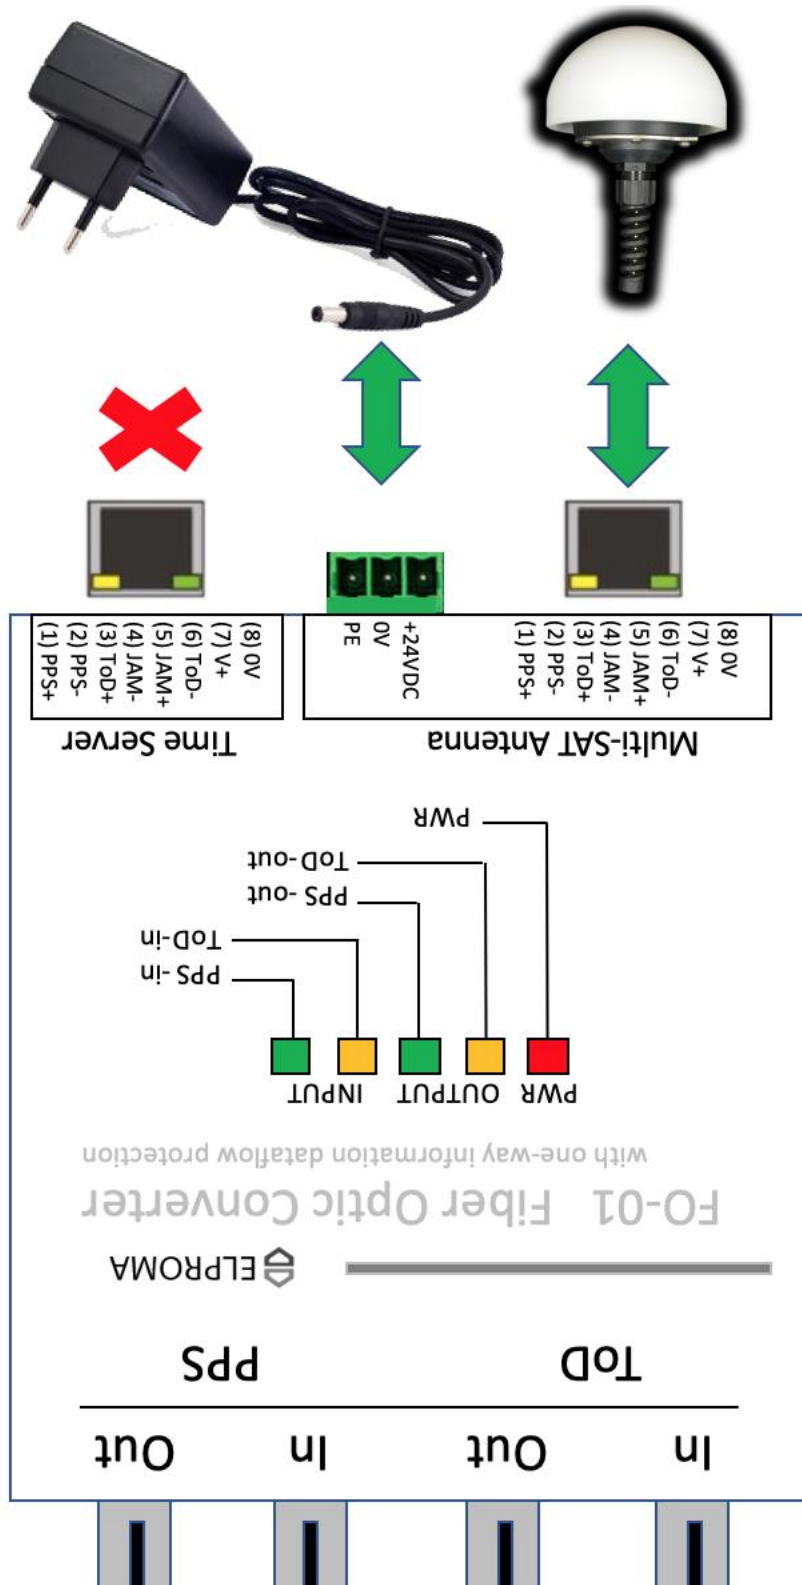 (1) PPS+
(2) PPS-
(3) ToD+
(4) JAM-
(5) JAM+
(6) ToD-
(7) V+
(8) 0V
PE
0V
+24VDC
(1) PPS+
(2) PPS-
(3) ToD+
(4) JAM-
(5) JAM+
(6) ToD-
(7) V+
(8) 0V
Time Server
Multi-SAT Antenna
PWR
ToD-out
PPS -out
ToD-in
PPS -in
INPUT
OUTPUT
PWR
with one-way information dataflow protection
FO-01 Fiber Optic Converter
ELPROMA
PPS
ToD
Out
In
Out
In